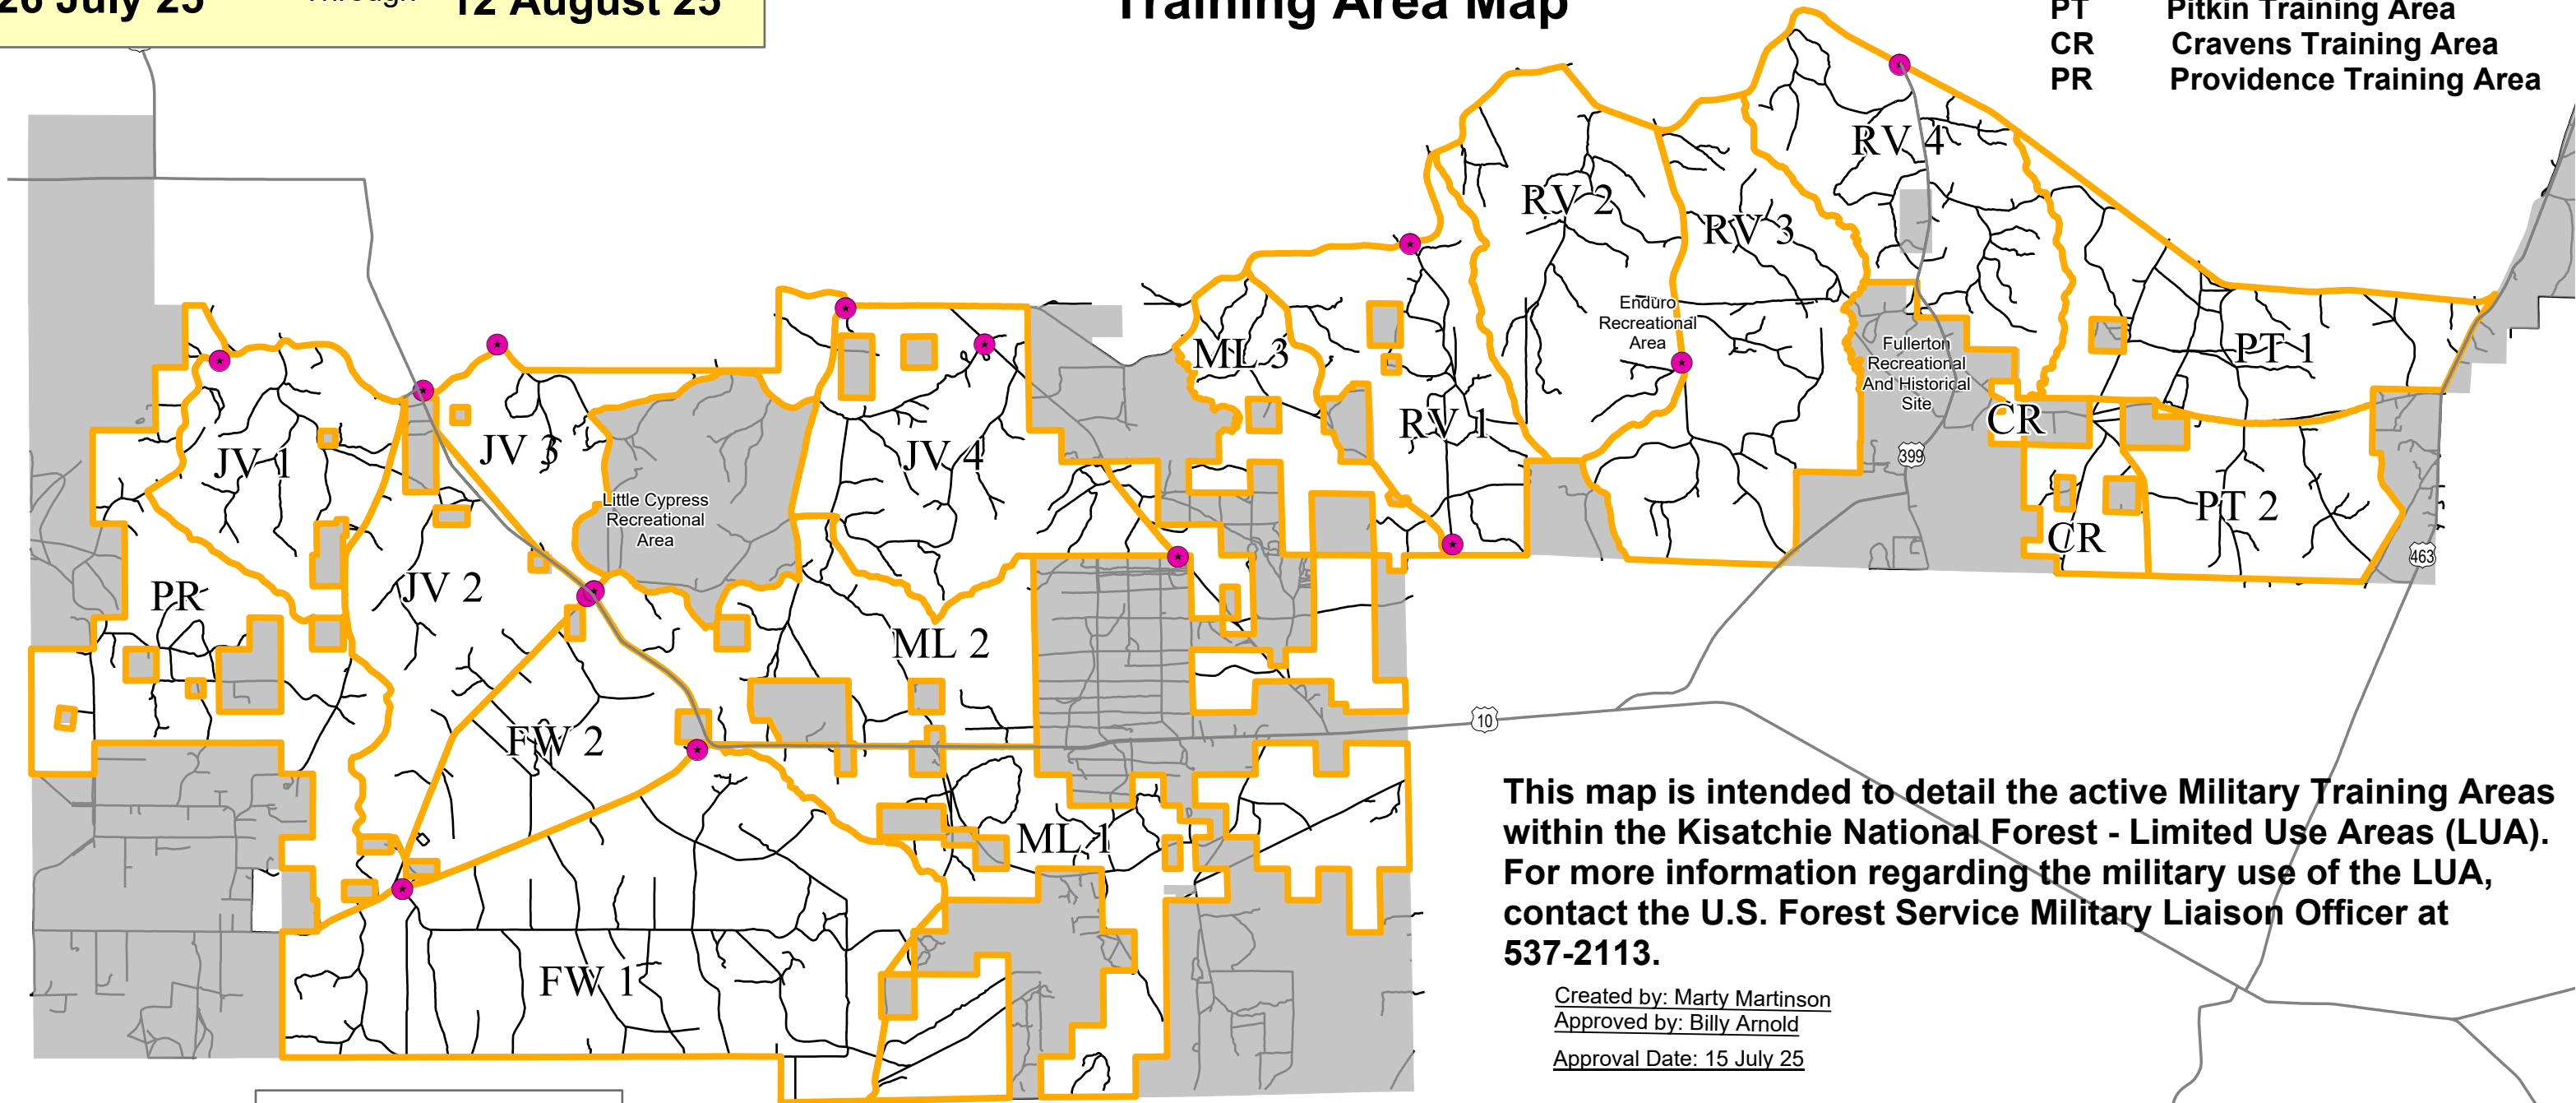 26 July 25 Through 12 August 25
Training Area Map
PT Pitkin Training Area
CR Cravens Training Area
PR Providence Training Area
RV 4
RV 2
RV 3
Enduro
Recreational
Area
ML 3
Fullerton
Recreational
And Historical
Site
PT 1
CR
RV 1
JV 3
JV 4
JV 1
399
Little Cypress
Recreational
Area
PT 2
CR
463
JV 2
PR
ML 2
10
FW 2
ML 1
FW 1
This map is intended to detail the active Military Training Areas
within the Kisatchie National Forest - Limited Use Areas (LUA).
For more information regarding the military use of the LUA,
contact the U.S. Forest Service Military Liaison Officer at
537-2113.
Created by: Marty Martinson
Approved by: Billy Arnold
Approval Date: 15 July 25